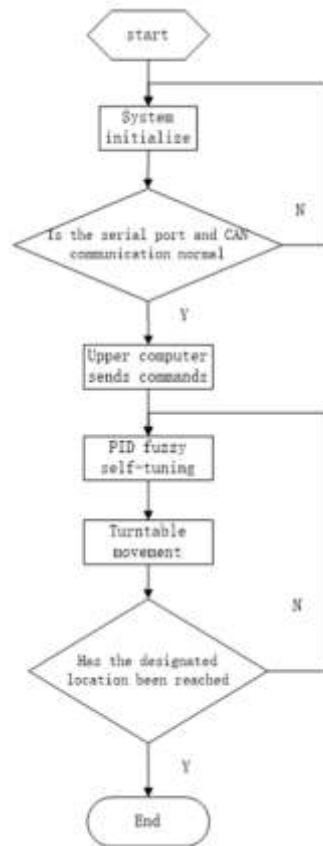 start
System
initialize
Is the serial port and CAN
communication normal
N
Y
Upper computer
sends commands
PID fuzzy
self-tuning
Turntable
movement
N
Has the designated
location been reached
Y
End